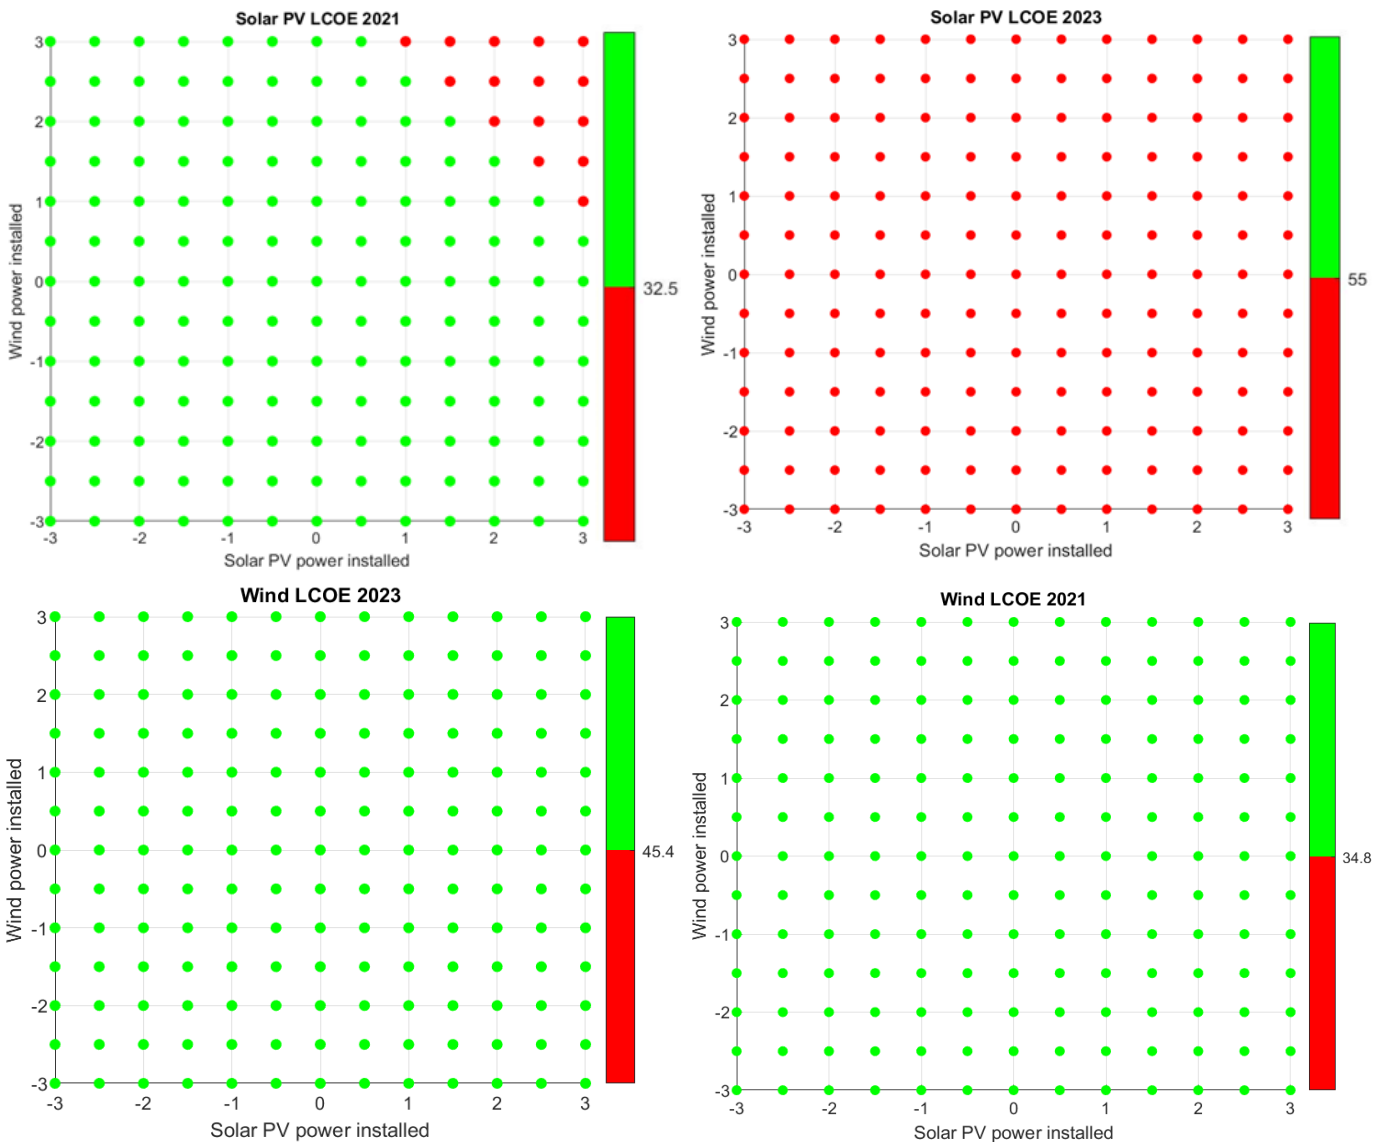 Solar PV LCOE 2021
3
2
1
0
-1
-2
-3
-3 -2 -1 0 1 2 3
Wind power installed
Solar PV power installed
32.5
Solar PV LCOE 2023
3
2
1
0
-1
-2
-3
-3 -2 -1 0 1 2 3
Wind power installed
Solar PV power installed
55
Wind LCOE 2023
3
2
1
0
-1
-2
-3
-3 -2 -1 0 1 2 3
Wind power installed
Solar PV power installed
45.4
Wind LCOE 2021
3
2
1
0
-1
-2
-3
-3 -2 -1 0 1 2 3
Wind power installed
Solar PV power installed
34.8